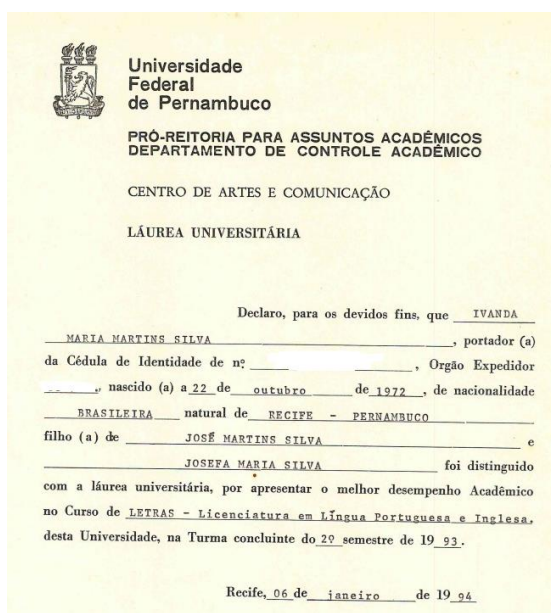 Universidade
Federal
de Pernambuco
PRÓ-REITORIA PARA ASSUNTOS ACADÊMICOS
DEPARTAMENTO DE CONTROLE ACADÊMICO
CENTRO DE ARTES E COMUNICAÇÃO
LÁUREA UNIVERSITÁRIA
Declaro, para os devidos fins, que IVANDA
MARIA MARTINS SILVA, portador (a)
da Cédula de Identidade de nº , Orgão Expedidor
, nascido (a) a 22 de outubro de 1972, de nacionalidade
BRASILEIRA natural de RECIFE - PERNAMBUCO
filho (a) de JOSÉ MARTINS SILVA e
JOSEFA MARIA SILVA foi distinguido
com a láurea universitária, por apresentar o melhor desempenho Acadêmico
no Curso de LETRAS - Licenciatura em Língua Portuguesa e Inglesa,
desta Universidade, na Turma concluinte do 2º semestre de 19 93.
Recife, 06 de janeiro de 19 94